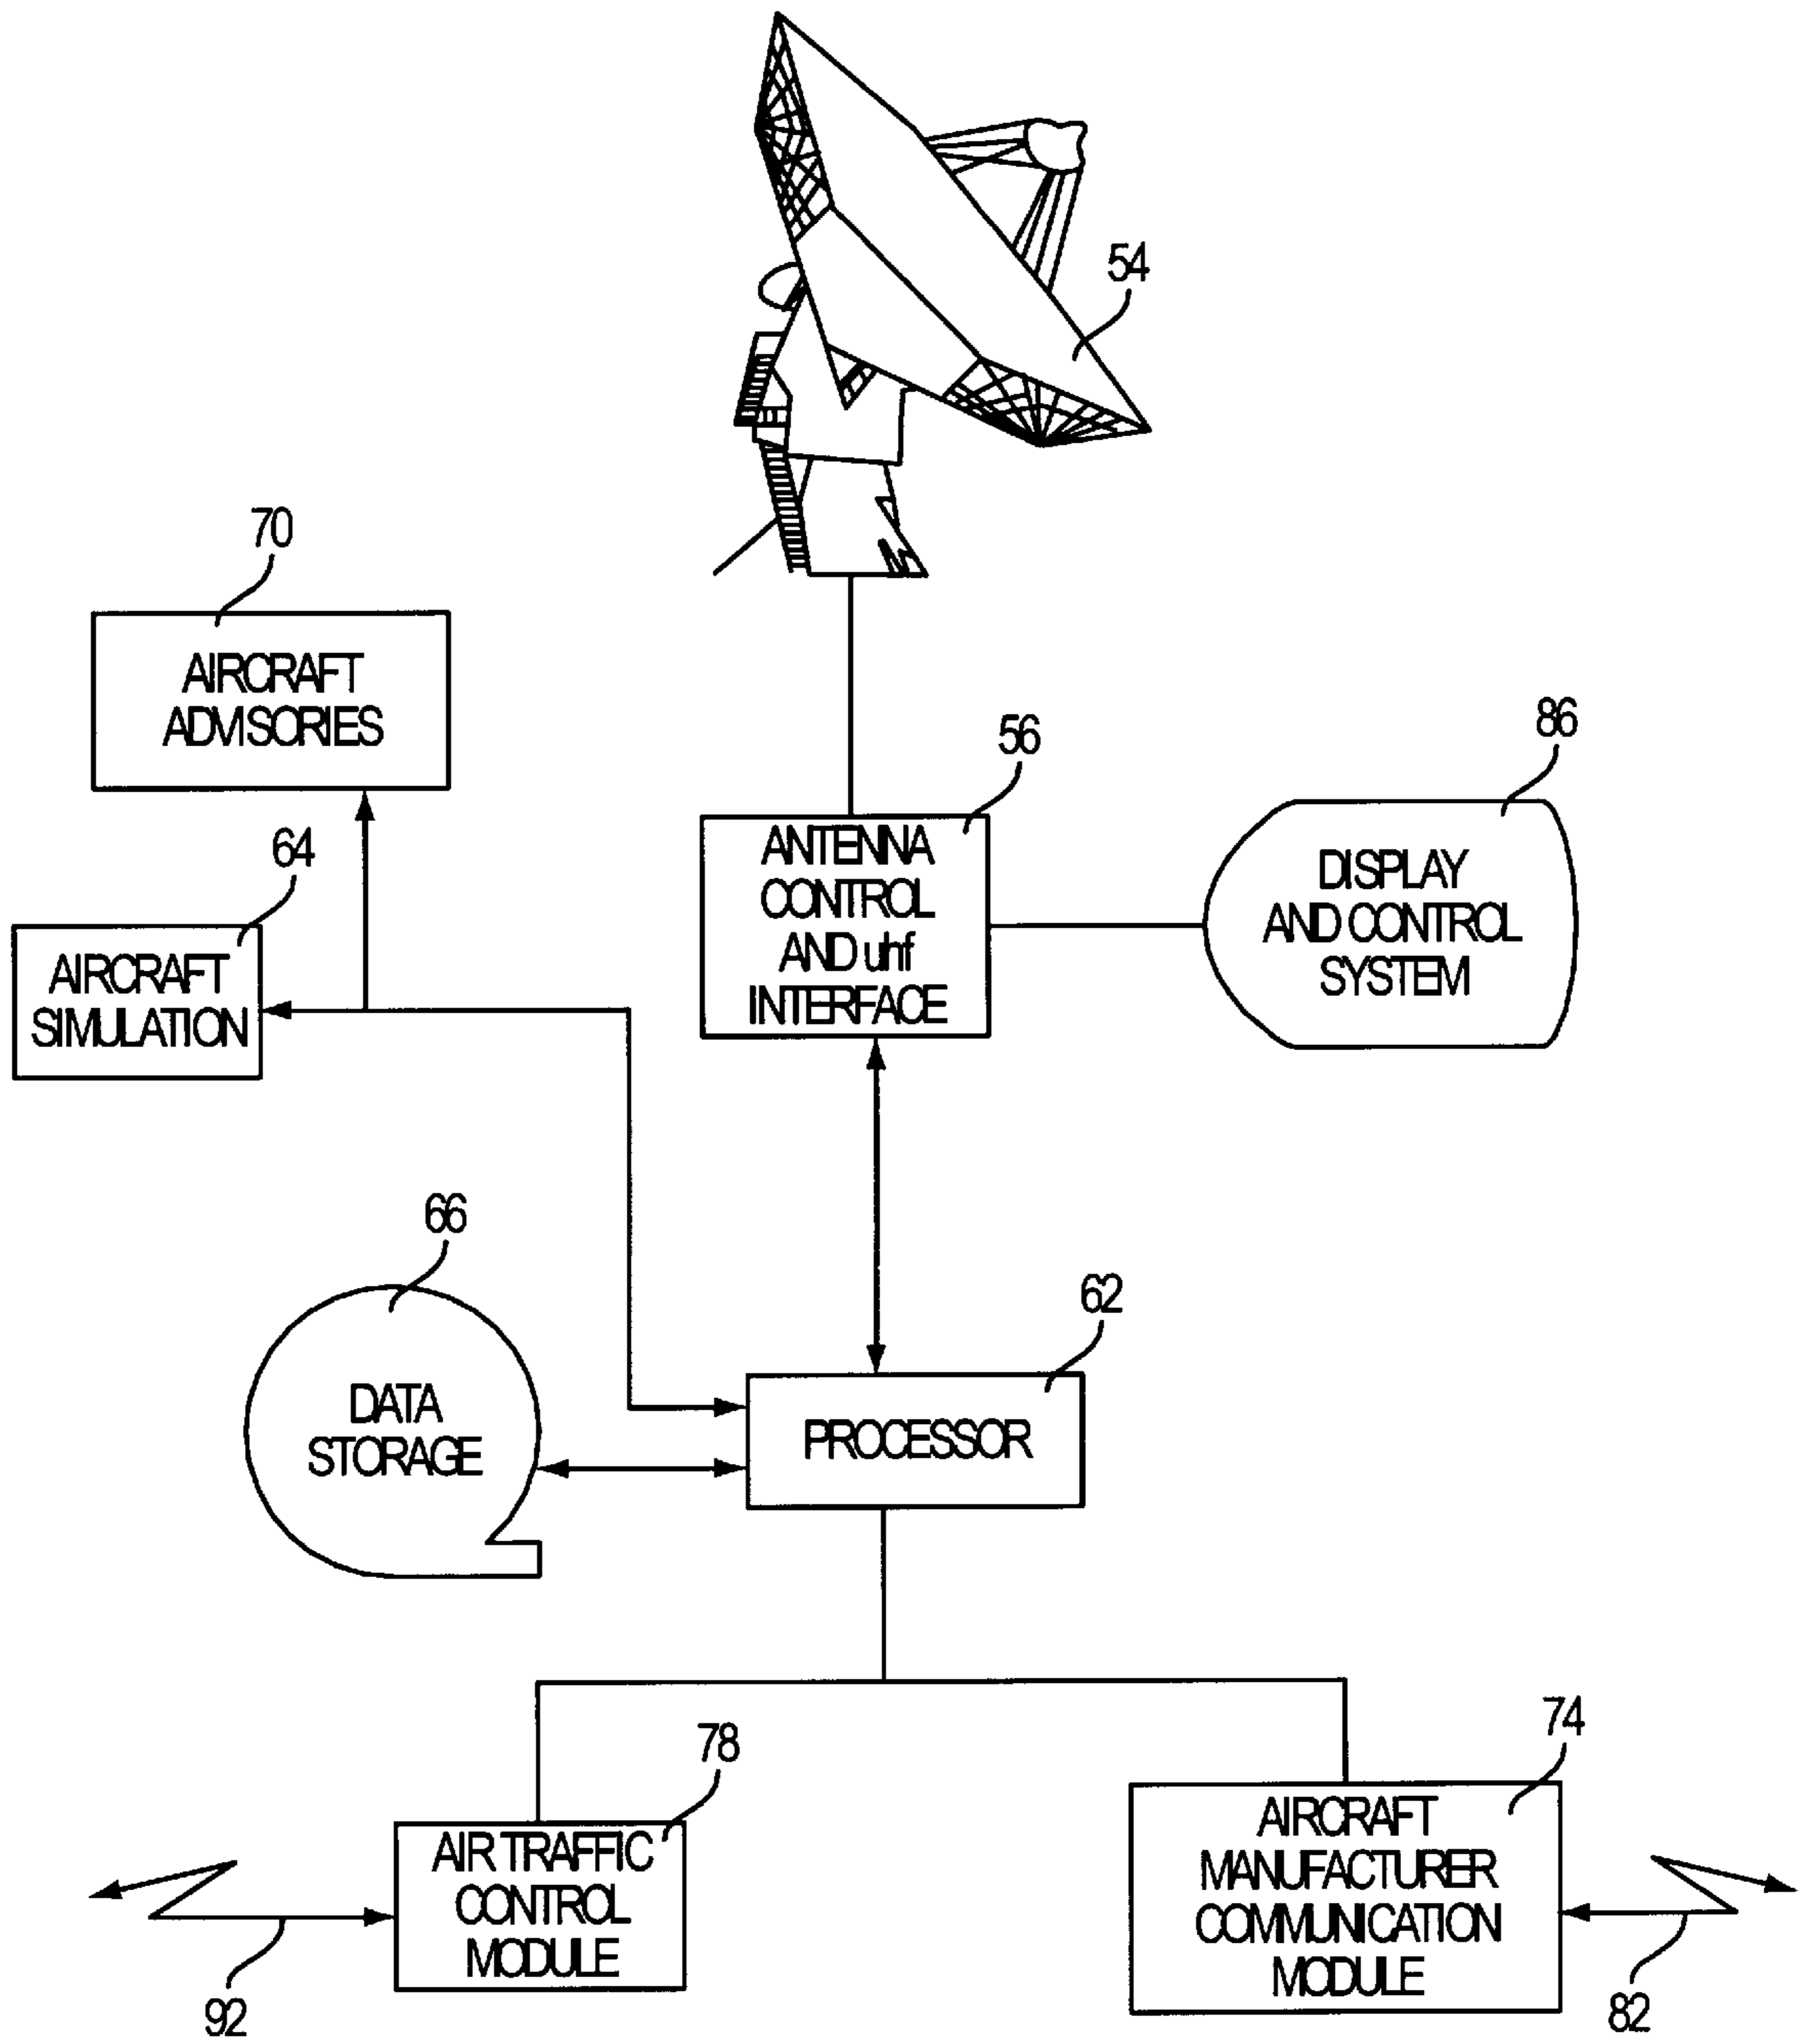 54
70
AIRCRAFT
ADVISORIES
56
86
64
ANTENNA
CONTROL
AND uhf
INTERFACE
DISPLAY
AND CONTROL
SYSTEM
AIRCRAFT
SIMULATION
66
62
DATA
STORAGE
PROCESSOR
78
74
AIR TRAFFIC
CONTROL
MODULE
AIRCRAFT
MANUFACTURER
COMMUNICATION
MODULE
92
82